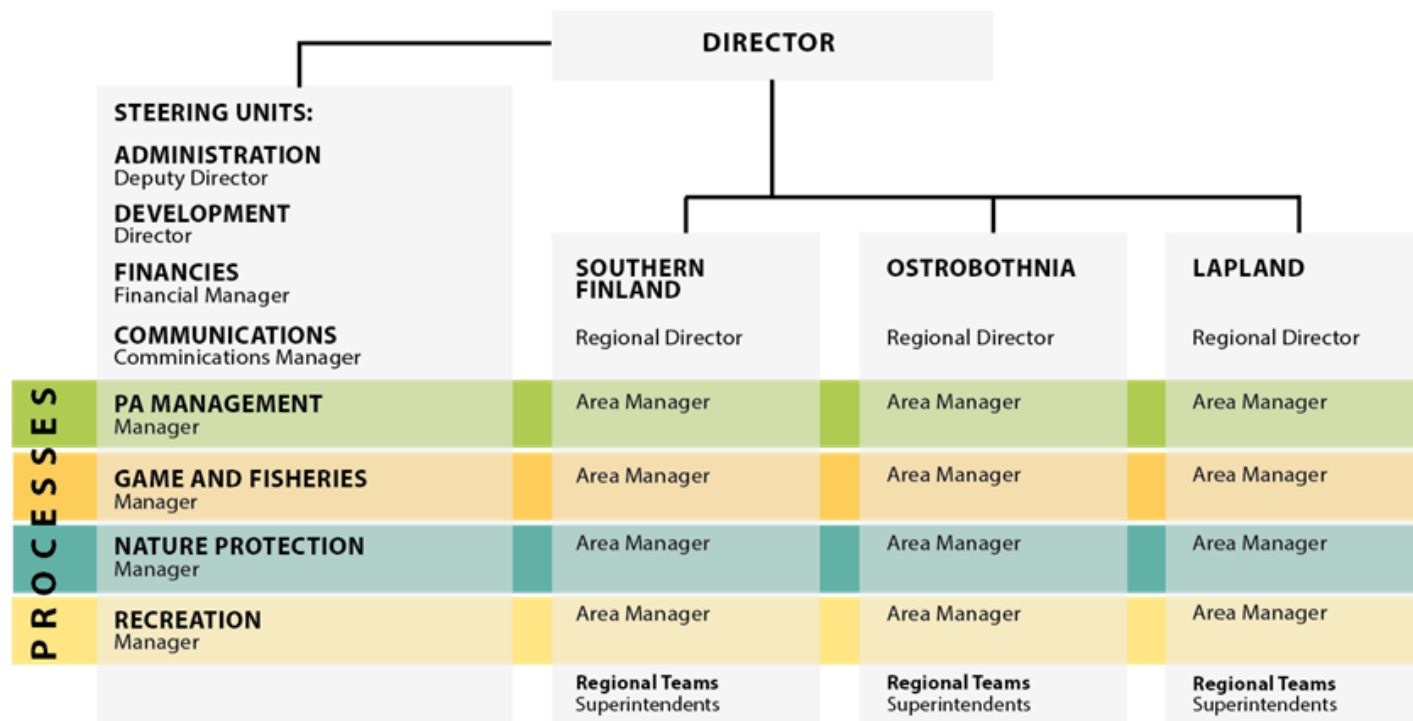 DIRECTOR
STEERING UNITS:
ADMINISTRATION
Deputy Director
DEVELOPMENT
Director
FINANCIES
Financial Manager
COMMUNICATIONS
Comminications Manager
SOUTHERN
FINLAND
Regional Director
OSTROBOTHNIA
Regional Director
LAPLAND
Regional Director
PROCESSES
PA MANAGEMENT
Manager
Area Manager
Area Manager
Area Manager
GAME AND FISHERIES
Manager
Area Manager
Area Manager
Area Manager
NATURE PROTECTION
Manager
Area Manager
Area Manager
Area Manager
RECREATION
Manager
Area Manager
Area Manager
Area Manager
Regional Teams
Superintendents
Regional Teams
Superintendents
Regional Teams
Superintendents